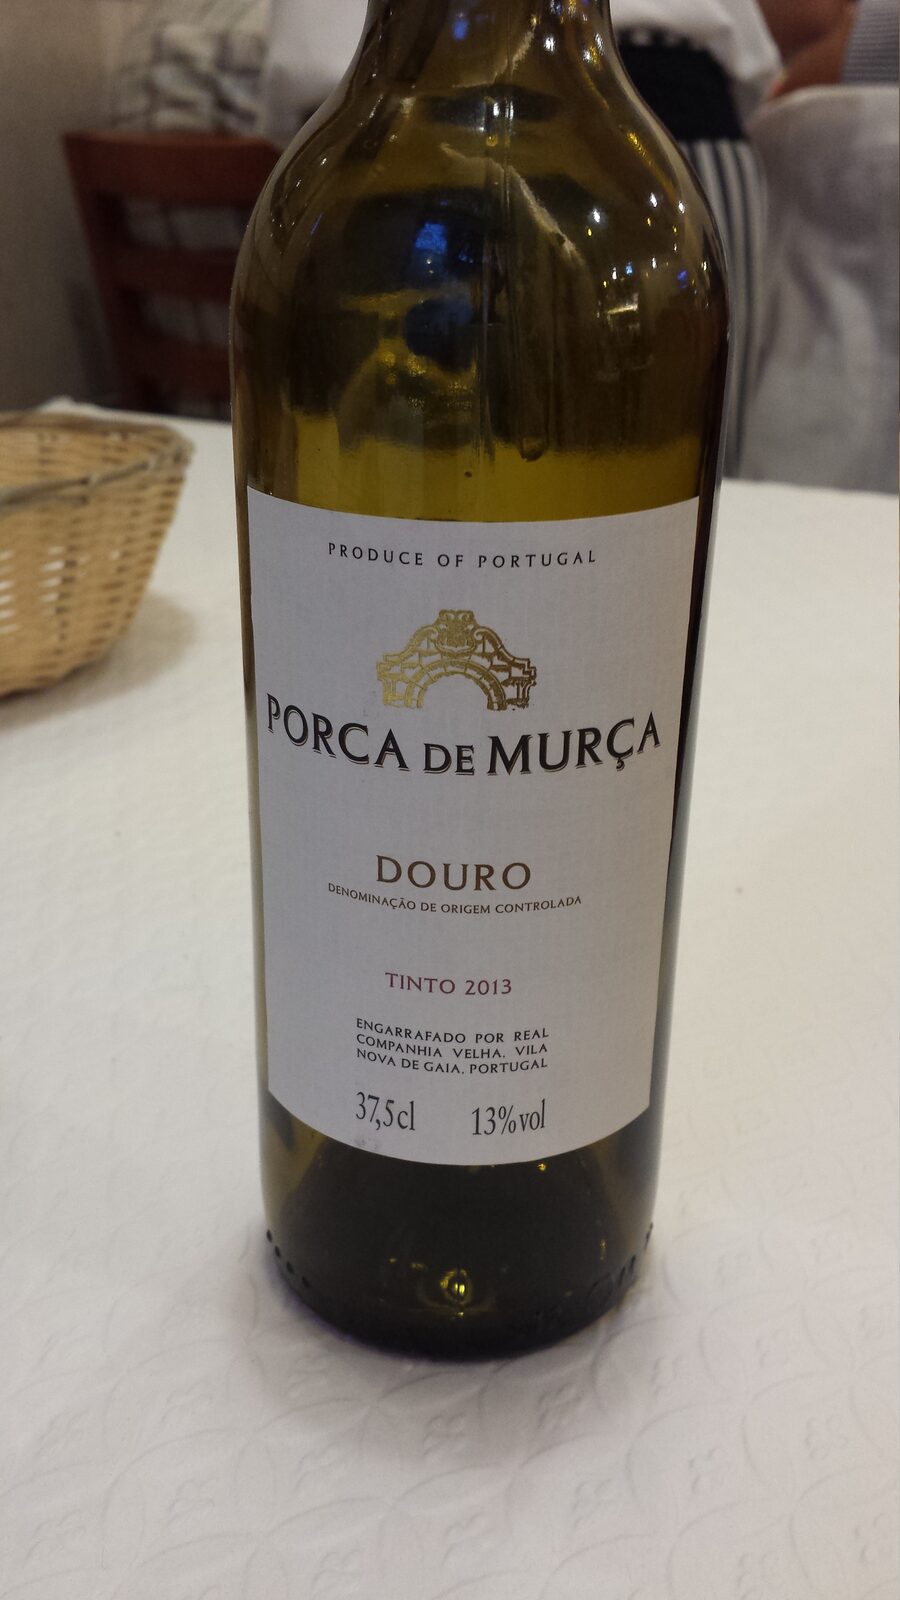 PRODUCE OF PORTUGAL
PORCA DE MURÇA
DOURO
DENOMINAÇÃO DE ORIGEM CONTROLADA
TINTO 2013
ENGARRAFADO POR REAL
COMPANHIA VELHA, VILA
NOVA DE GAIA, PORTUGAL
37,5cl 13%vol